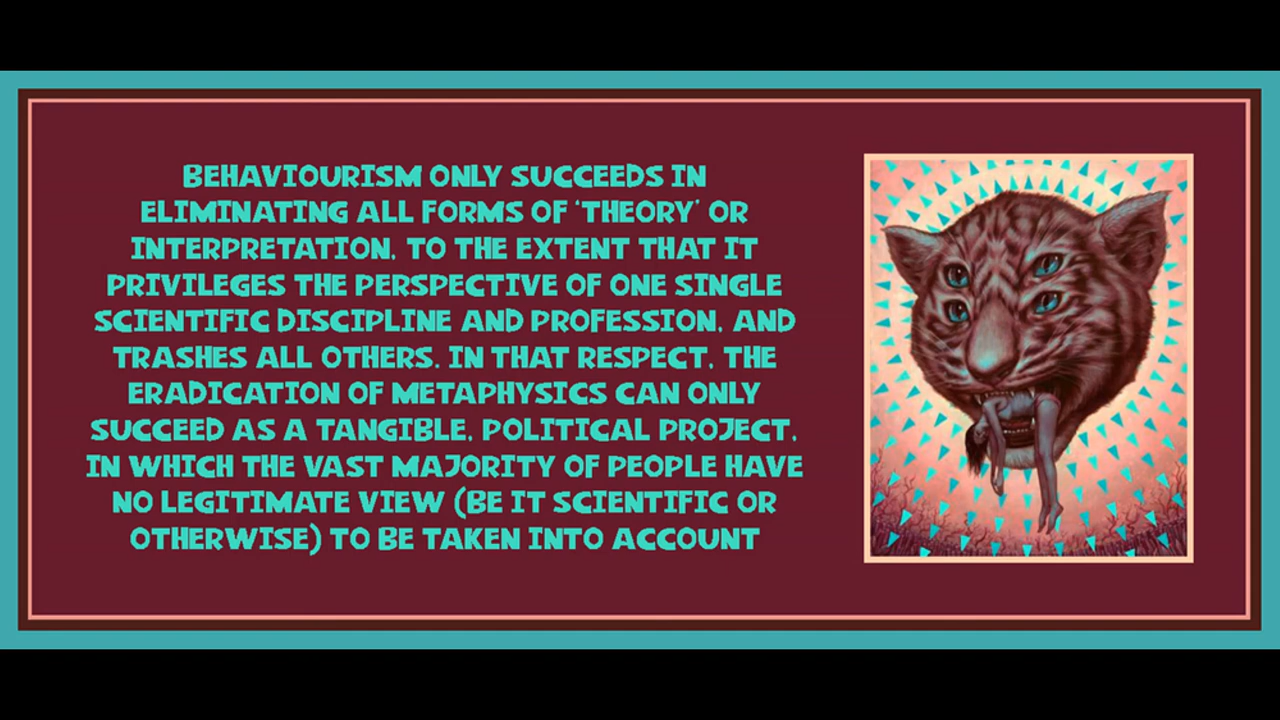 BEHAVIOURISM ONLY SUCCEEDS IN
ELIMINATING ALL FORMS OF ‘THEORY’ OR
INTERPRETATION, TO THE EXTENT THAT IT
PRIVILEGES THE PERSPECTIVE OF ONE SINGLE
SCIENTIFIC DISCIPLINE AND PROFESSION, AND
TRASHES ALL OTHERS. IN THAT RESPECT, THE
ERADICATION OF METAPHYSICS CAN ONLY
SUCCEED AS A TANGIBLE, POLITICAL PROJECT,
IN WHICH THE VAST MAJORITY OF PEOPLE HAVE
NO LEGITIMATE VIEW (BE IT SCIENTIFIC OR
OTHERWISE) TO BE TAKEN INTO ACCOUNT